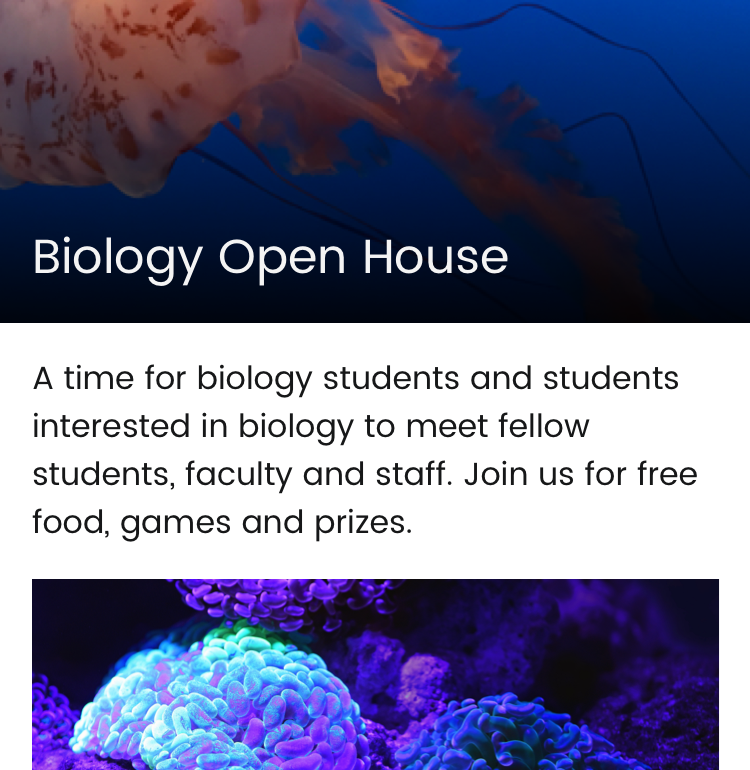 Biology Open House
A time for biology students and students
interested in biology to meet fellow
students, faculty and staff. Join us for free
food, games and prizes.